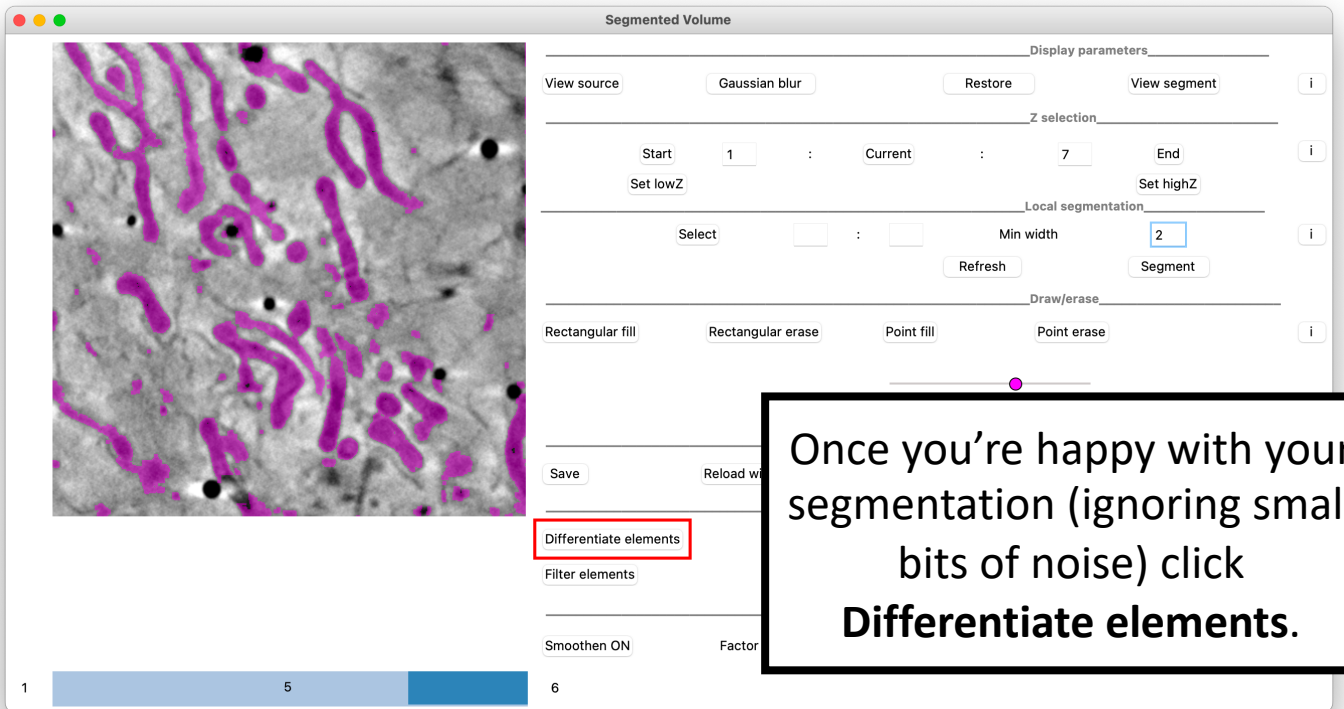 Segmented Volume
Display parameters
View source Gaussian blur Restore View segment i
Z selection
Start 1 : Current : 7 End i
Set lowZ Set highZ
Local segmentation
Select : Min width 2 i
Refresh Segment
Draw/erase
Rectangular fill Rectangular erase Point fill Point erase i
Once you're happy with your
segmentation (ignoring small
bits of noise) click
Differentiate elements.
Save Reload wi
Differentiate elements
Filter elements
Smoothen ON Factor
1 5 6